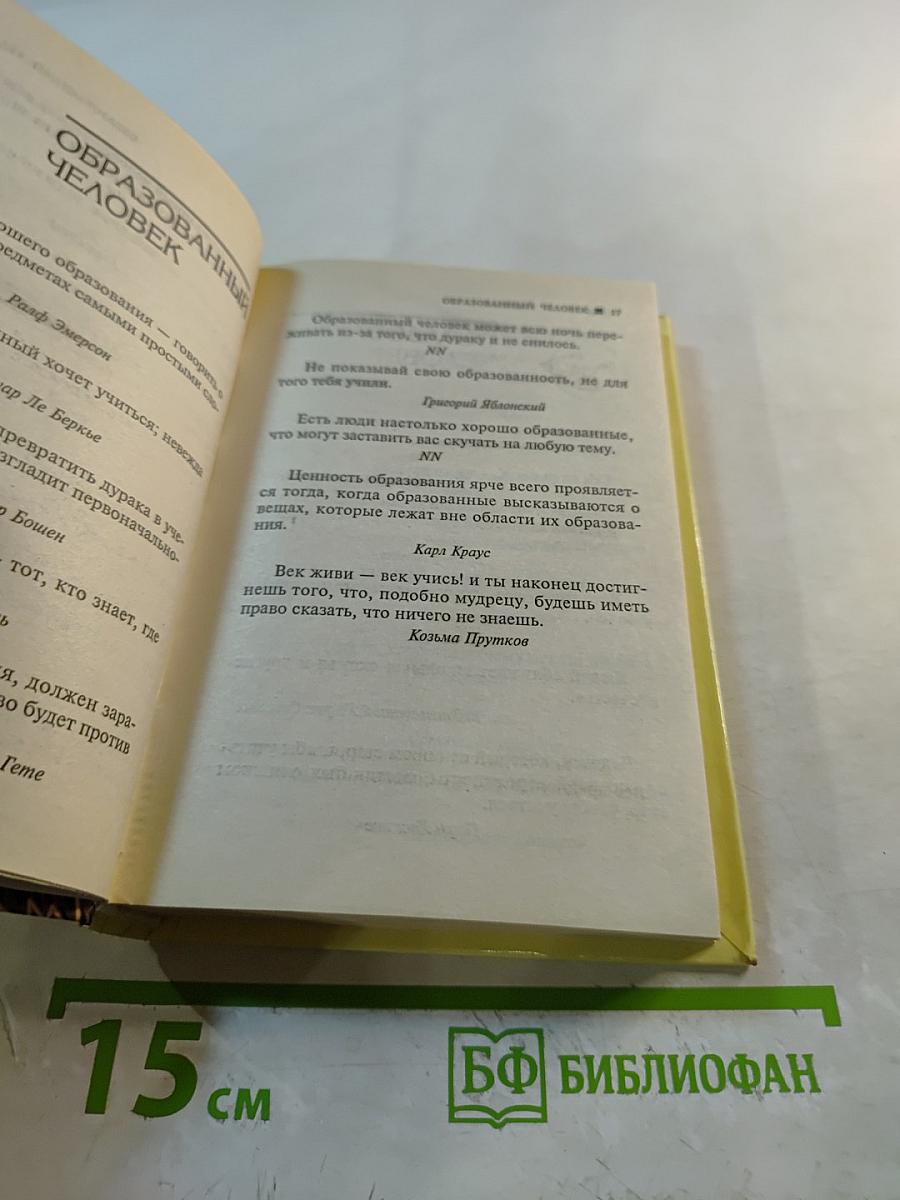 ОБРАЗОВАННЫЙ
ЧЕЛОВЕК
ошего образования — говорить о
редметах самыми простыми сло-
Ралф Эмерсон
ный хочет учиться; невежда
ар Ле Беркье
превратить дурака в уче-
згладит первоначально-
р Бошен
тот, кто знает, где
ь
ия, должен зара-
во будет против
Гете
ОБРАЗОВАННЫЙ ЧЕЛОВЕК ■ 17
Образованный человек может всю ночь пере-
живать из-за того, что дураку и не снилось.
NN
Не показывай свою образованность, не для
того тебя учили.
Григорий Яблонский
Есть люди настолько хорошо образованные,
что могут заставить вас скучать на любую тему.
NN
Ценность образования ярче всего проявляет-
ся тогда, когда образованные высказываются о
вещах, которые лежат вне области их образова-
ния.
Карл Краус
Век живи — век учись! и ты наконец достиг-
нешь того, что, подобно мудрецу, будешь иметь
право сказать, что ничего не знаешь.
Козьма Прутков
15 см
БФ БИБЛИОФАН